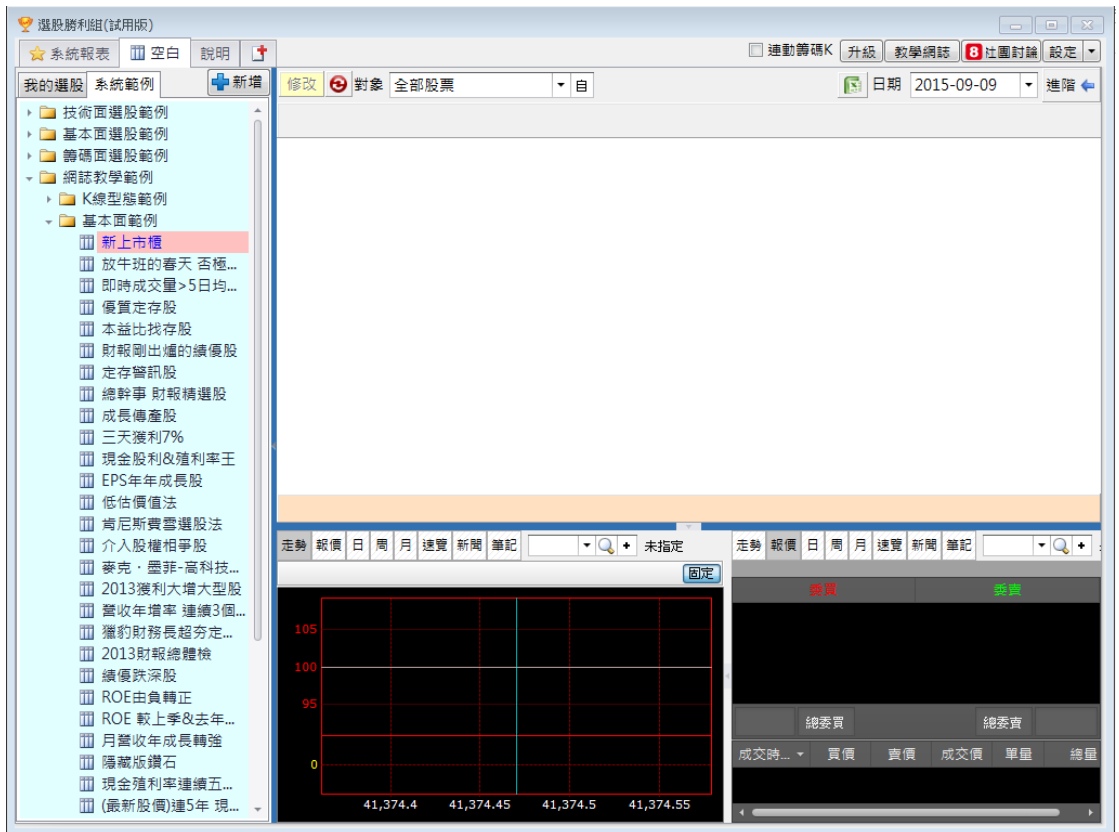 選股勝利組(試用版)
系統報表 空白 說明
連動籌碼K 升級 教學網誌 8 社團討論 設定
我的選股 系統範例 新增
修改 對象 全部股票 自
日期 2015-09-09 進階
技術面選股範例
基本面選股範例
籌碼面選股範例
網誌教學範例
K線型態範例
基本面範例
新上市櫃
放牛班的春天 否極...
即時成交量>5日均...
優質定存股
本益比找存股
財報剛出爐的績優股
定存警訊股
總幹事 財報精選股
成長傳產股
三天獲利7%
現金股利&殖利率王
EPS年年成長股
低估價值法
肯尼斯費雪選股法
介入股權相爭股
麥克‧墨菲-高科技...
2013獲利大增大型股
營收年增率 連續3個...
獵豹財務長超夯定...
2013財報總體檢
績優跌深股
ROE由負轉正
ROE 較上季&去年...
月營收年成長轉強
隱藏版鑽石
現金殖利率連續五...
(最新股價)連5年 現...
走勢 報價 日 周 月 速覽 新聞 筆記 未指定
固定
105
100
95
0
41,374.4 41,374.45 41,374.5 41,374.55
走勢 報價 日 周 月 速覽 新聞 筆記
委買 委賣
總委買 總委賣
成交時... 買價 賣價 成交價 單量 總量